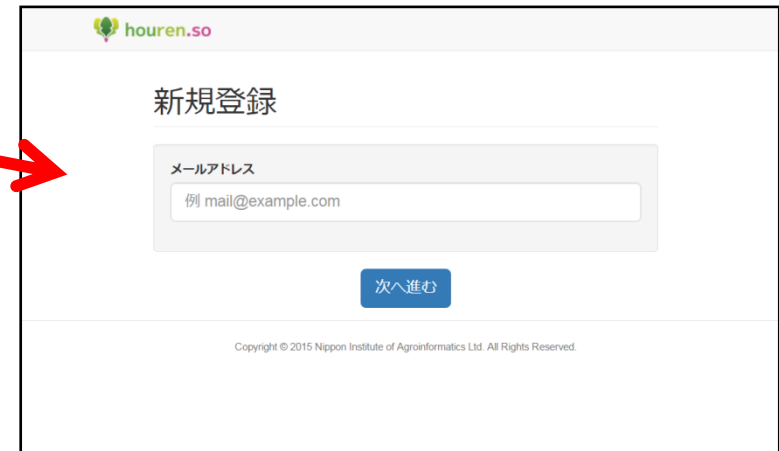 houren.so
新規登録
メールアドレス
例 mail@example.com
次へ進む
Copyright © 2015 Nippon Institute of Agroinformatics Ltd. All Rights Reserved.